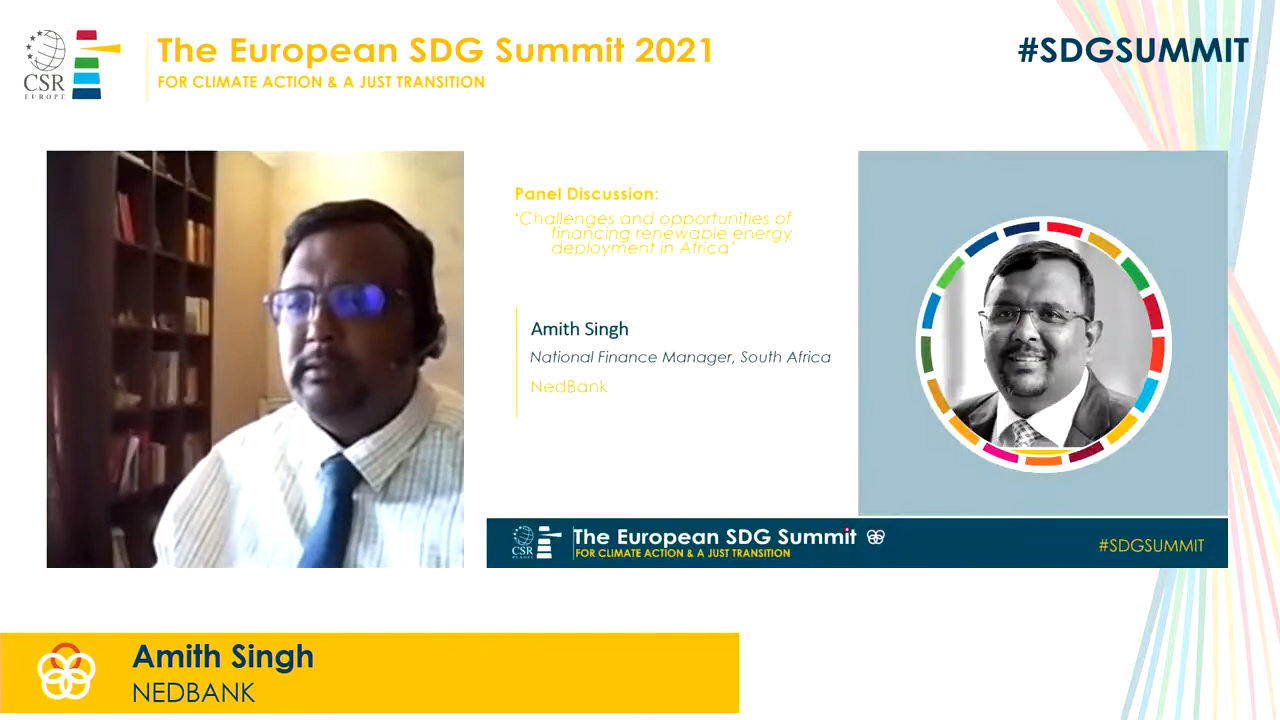 CSR
EUROPE
The European SDG Summit 2021
FOR CLIMATE ACTION & A JUST TRANSITION
#SDGSUMMIT
Panel Discussion:
‘Challenges and opportunities of
financing renewable energy
deployment in Africa’
Amith Singh
National Finance Manager, South Africa
NedBank
CSR
EUROPE
The European SDG Summit
FOR CLIMATE ACTION & A JUST TRANSITION
#SDGSUMMIT
Amith Singh
NEDBANK